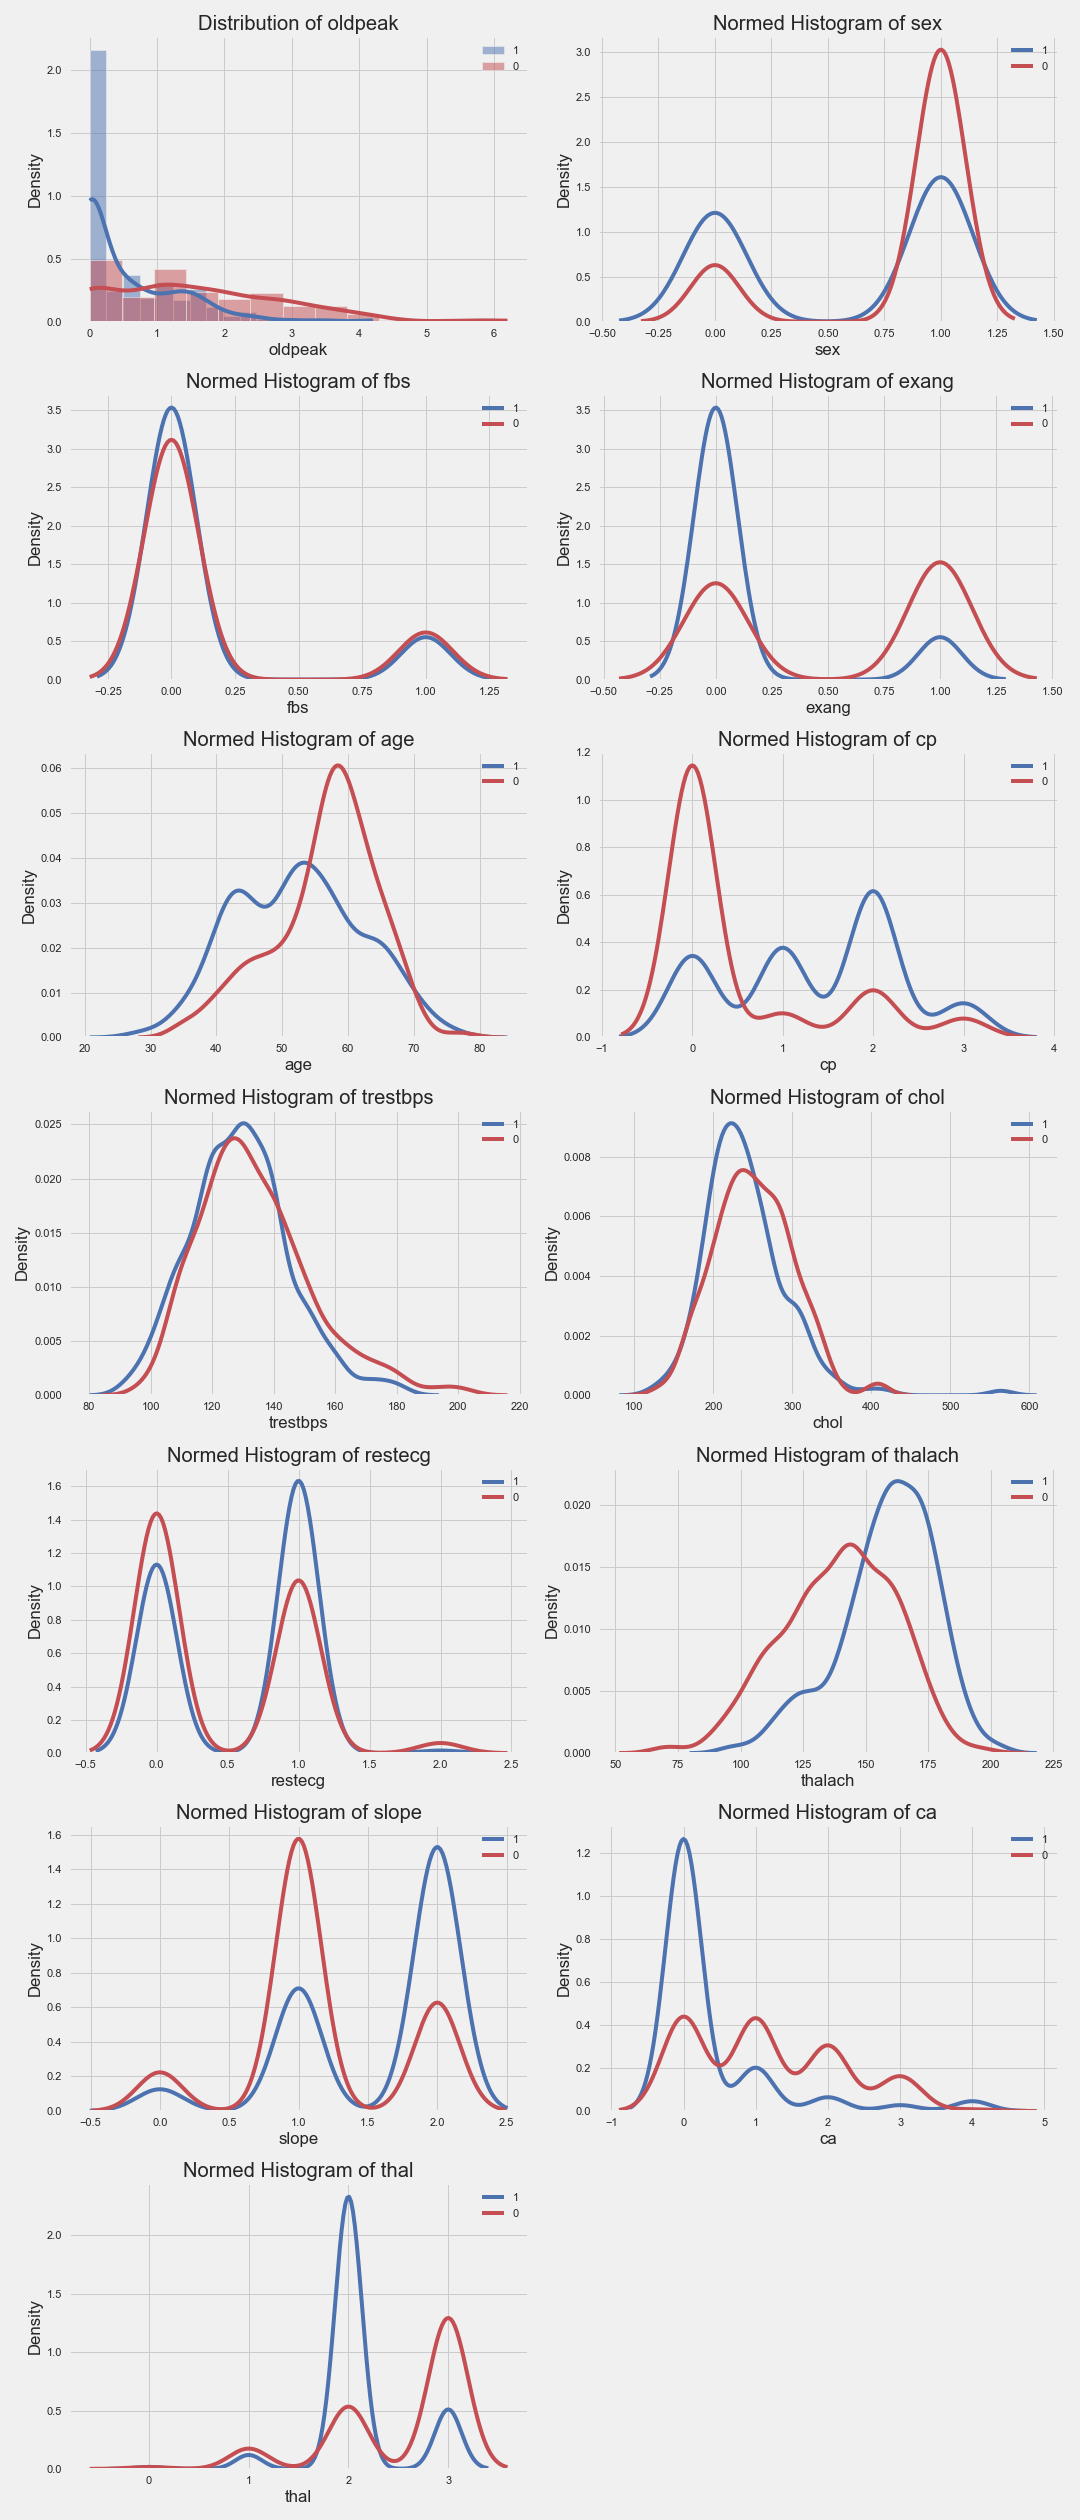 Distribution of oldpeak
1
0
2.0
1.5
1.0
0.5
0.0
Density
0 1 2 3 4 5 6
oldpeak
Normed Histogram of sex
1
0
3.0
2.5
2.0
1.5
1.0
0.5
0.0
Density
−0.50 −0.25 0.00 0.25 0.50 0.75 1.00 1.25 1.50
sex
Normed Histogram of fbs
1
0
3.5
3.0
2.5
2.0
1.5
1.0
0.5
0.0
Density
−0.25 0.00 0.25 0.50 0.75 1.00 1.25
fbs
Normed Histogram of exang
1
0
3.5
3.0
2.5
2.0
1.5
1.0
0.5
0.0
Density
−0.50 −0.25 0.00 0.25 0.50 0.75 1.00 1.25 1.50
exang
Normed Histogram of age
1
0
0.06
0.05
0.04
0.03
0.02
0.01
0.00
Density
20 30 40 50 60 70 80
age
Normed Histogram of cp
1
0
1.2
1.0
0.8
0.6
0.4
0.2
0.0
Density
−1 0 1 2 3 4
cp
Normed Histogram of trestbps
1
0
0.025
0.020
0.015
0.010
0.005
0.000
Density
80 100 120 140 160 180 200 220
trestbps
Normed Histogram of chol
1
0
0.008
0.006
0.004
0.002
0.000
Density
100 200 300 400 500 600
chol
Normed Histogram of restecg
1
0
1.6
1.4
1.2
1.0
0.8
0.6
0.4
0.2
0.0
Density
−0.5 0.0 0.5 1.0 1.5 2.0 2.5
restecg
Normed Histogram of thalach
1
0
0.020
0.015
0.010
0.005
0.000
Density
50 75 100 125 150 175 200 225
thalach
Normed Histogram of slope
1
0
1.6
1.4
1.2
1.0
0.8
0.6
0.4
0.2
0.0
Density
−0.5 0.0 0.5 1.0 1.5 2.0 2.5
slope
Normed Histogram of ca
1
0
1.2
1.0
0.8
0.6
0.4
0.2
0.0
Density
−1 0 1 2 3 4 5
ca
Normed Histogram of thal
1
0
2.0
1.5
1.0
0.5
0.0
Density
0 1 2 3
thal